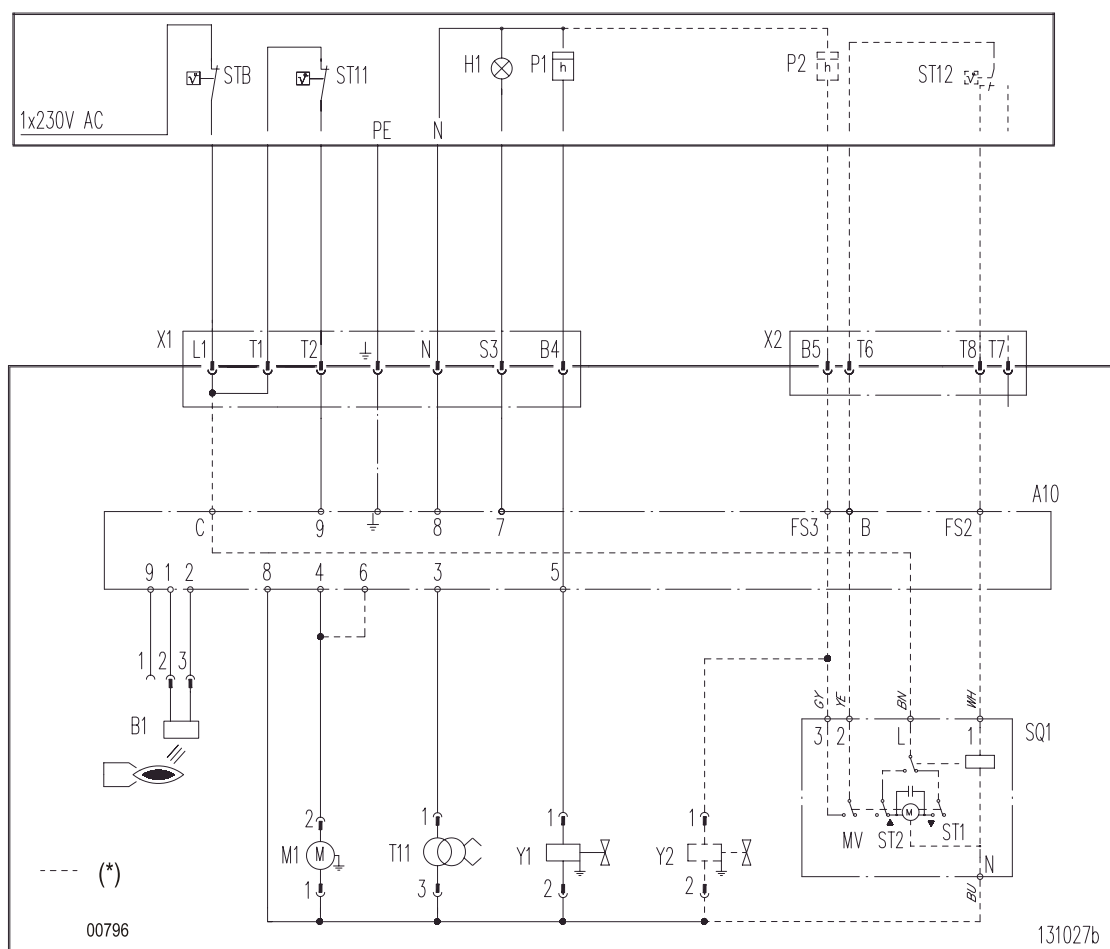 STB
ST11
H1
P1
h
P2
h
ST12
1x230V AC
PE
N
X1
L1
T1
T2
N
S3
B4
X2
B5
T6
T8
T7
A10
C
9
8
7
FS3
B
FS2
9
1
2
8
4
6
3
5
1
2
3
B1
GY
YE
BN
WH
3
2
L
1
SQ1
M
MV
ST2
ST1
N
BU
2
M1
M
1
1
T11
3
1
Y1
2
1
Y2
2
---- (*)
00796
131027b